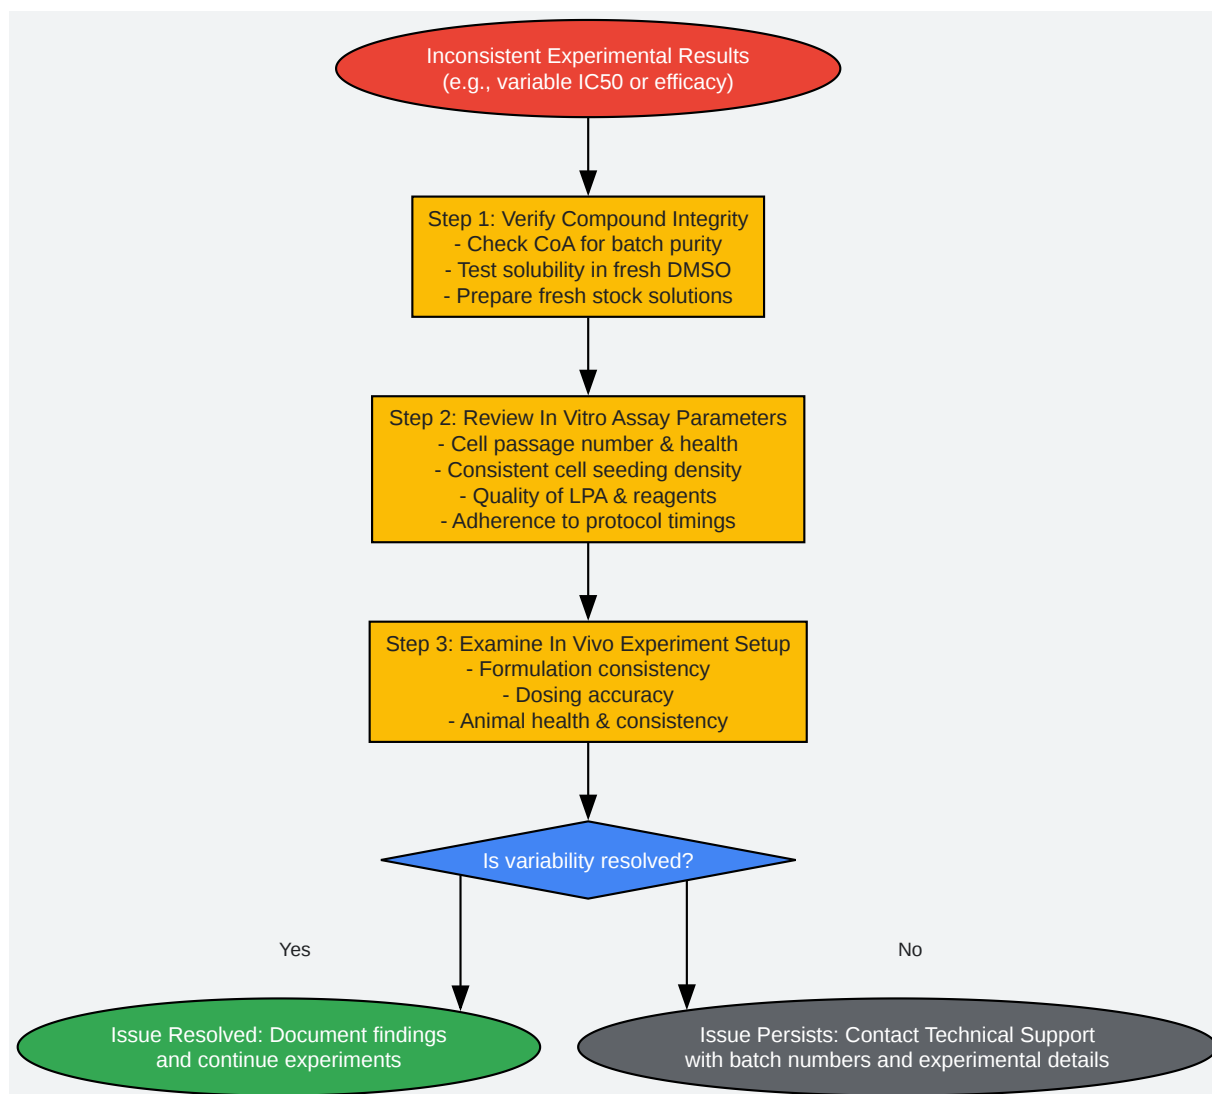 Inconsistent Experimental Results
(e.g., variable IC50 or efficacy)
Step 1: Verify Compound Integrity
- Check CoA for batch purity
- Test solubility in fresh DMSO
- Prepare fresh stock solutions
Step 2: Review In Vitro Assay Parameters
- Cell passage number & health
- Consistent cell seeding density
- Quality of LPA & reagents
- Adherence to protocol timings
Step 3: Examine In Vivo Experiment Setup
- Formulation consistency
- Dosing accuracy
- Animal health & consistency
Is variability resolved?
Yes
No
Issue Resolved: Document findings
and continue experiments
Issue Persists: Contact Technical Support
with batch numbers and experimental details